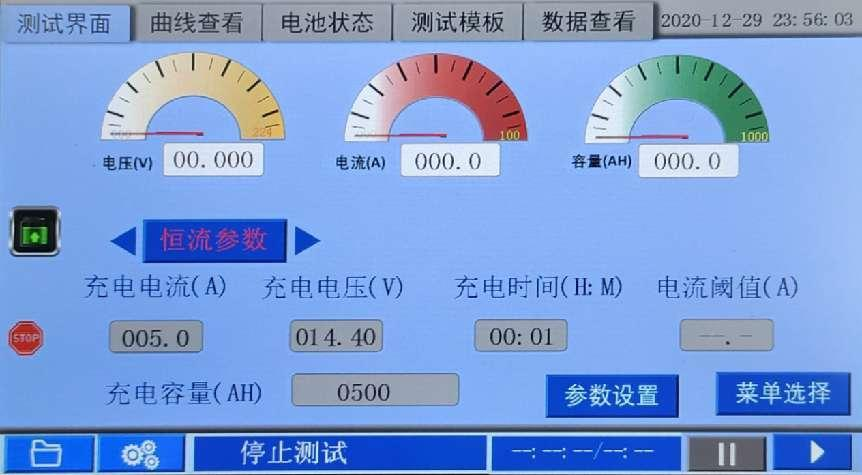 测试界面 曲线查看 电池状态 测试模板 数据查看 2020-12-29 23:56:03
224 100 1000
电压(V) 00.000 电流(A) 000.0 容量(AH) 000.0
恒流参数
充电电流(A) 充电电压(V) 充电时间(H:M) 电流阈值(A)
STOP 005.0 014.40 00:01 --.-
充电容量(AH) 0500 参数设置 菜单选择
停止测试 --:--:--/--:--